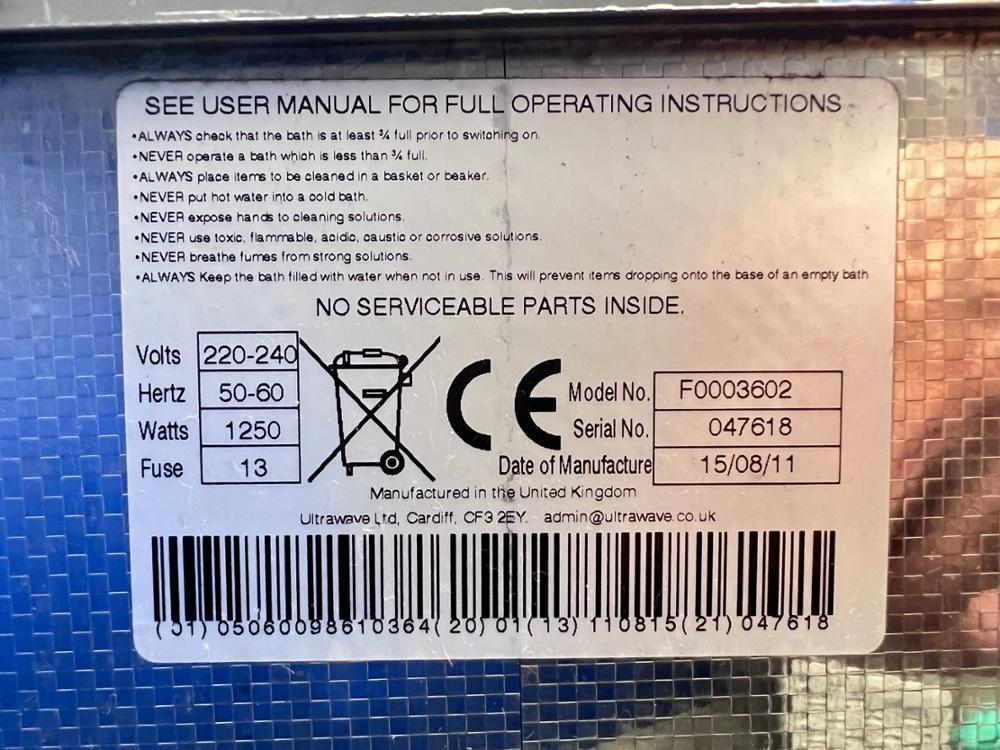 SEE USER MANUAL FOR FULL OPERATING INSTRUCTIONS
•ALWAYS check that the bath is at least ¾ full prior to switching on.
•NEVER operate a bath which is less than ¾ full.
•ALWAYS place items to be cleaned in a basket or beaker.
•NEVER put hot water into a cold bath.
•NEVER expose hands to cleaning solutions.
•NEVER use toxic, flammable, acidic, caustic or corrosive solutions.
•NEVER breathe fumes from strong solutions.
•ALWAYS Keep the bath filled with water when not in use. This will prevent items dropping onto the base of an empty bath
NO SERVICEABLE PARTS INSIDE.
Volts 220-240
Hertz 50-60
Watts 1250
Fuse 13
CE
Model No. F0003602
Serial No. 047618
Date of Manufacture 15/08/11
Manufactured in the United Kingdom
Ultrawave Ltd, Cardiff, CF3 2EY. admin@ultrawave.co.uk
(01) 05060098610364(20) 01(13) 110815(21) 047618